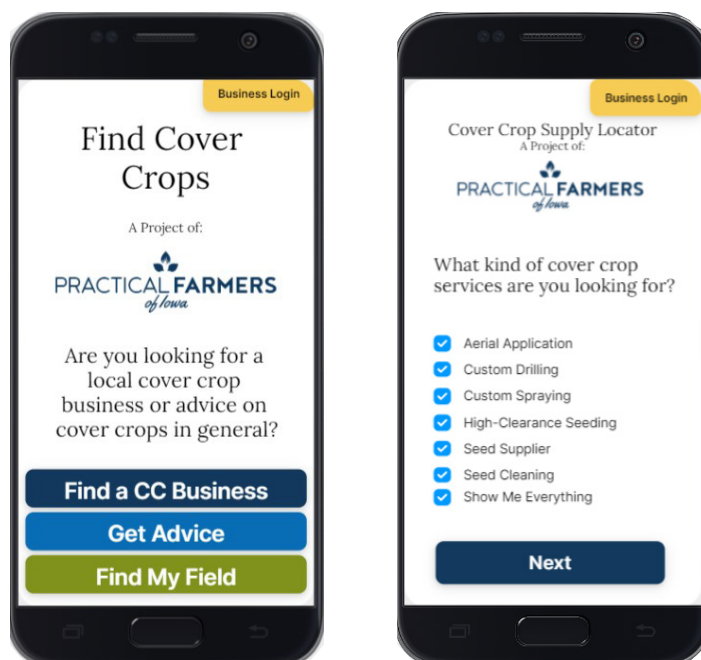 Business Login
Find Cover
Crops
A Project of:
PRACTICAL FARMERS
of Iowa
Are you looking for a
local cover crop
business or advice on
cover crops in general?
Find a CC Business
Get Advice
Find My Field
Business Login
Cover Crop Supply Locator
A Project of:
PRACTICAL FARMERS
of Iowa
What kind of cover crop
services are you looking for?
Aerial Application
Custom Drilling
Custom Spraying
High-Clearance Seeding
Seed Supplier
Seed Cleaning
Show Me Everything
Next